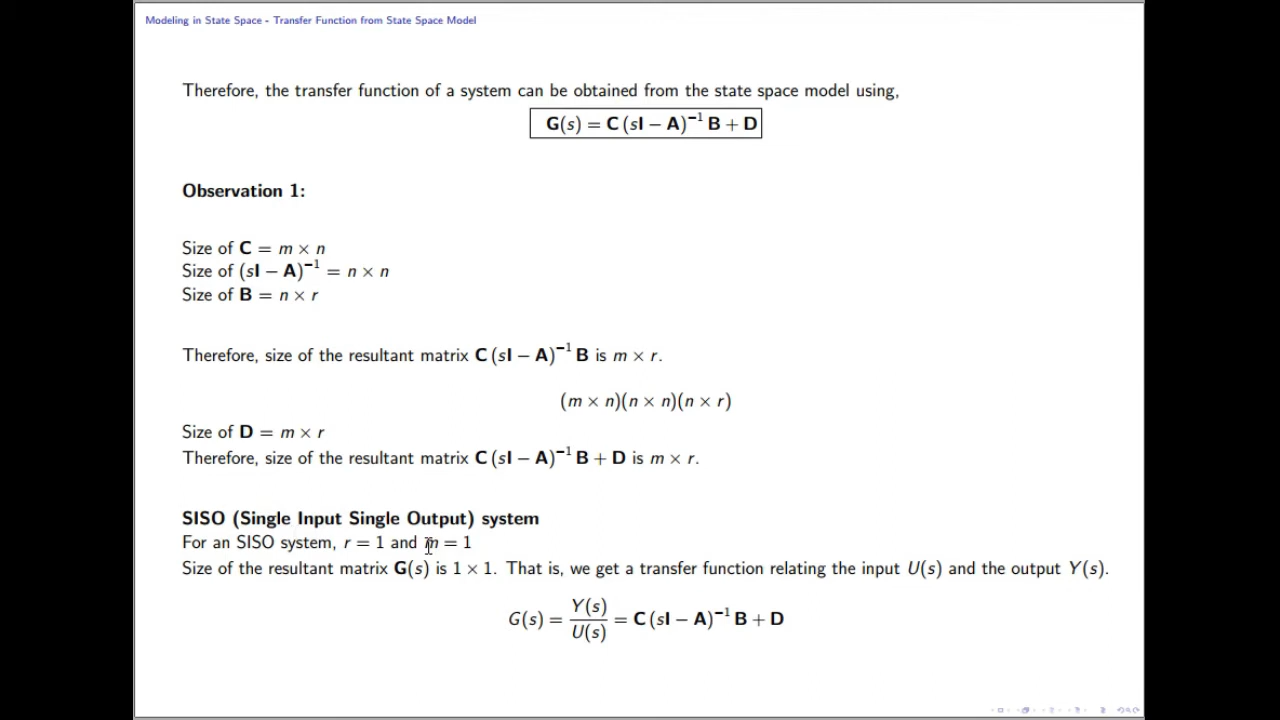 Modeling in State Space - Transfer Function from State Space Model
Therefore, the transfer function of a system can be obtained from the state space model using,
G(s) = C (sI − A)⁻¹ B + D
Observation 1:
Size of C = m × n
Size of (sI − A)⁻¹ = n × n
Size of B = n × r
Therefore, size of the resultant matrix C (sI − A)⁻¹ B is m × r.
(m × n)(n × n)(n × r)
Size of D = m × r
Therefore, size of the resultant matrix C (sI − A)⁻¹ B + D is m × r.
SISO (Single Input Single Output) system
For an SISO system, r = 1 and m = 1
Size of the resultant matrix G(s) is 1 × 1. That is, we get a transfer function relating the input U(s) and the output Y(s).
G(s) = Y(s)/U(s) = C (sI − A)⁻¹ B + D